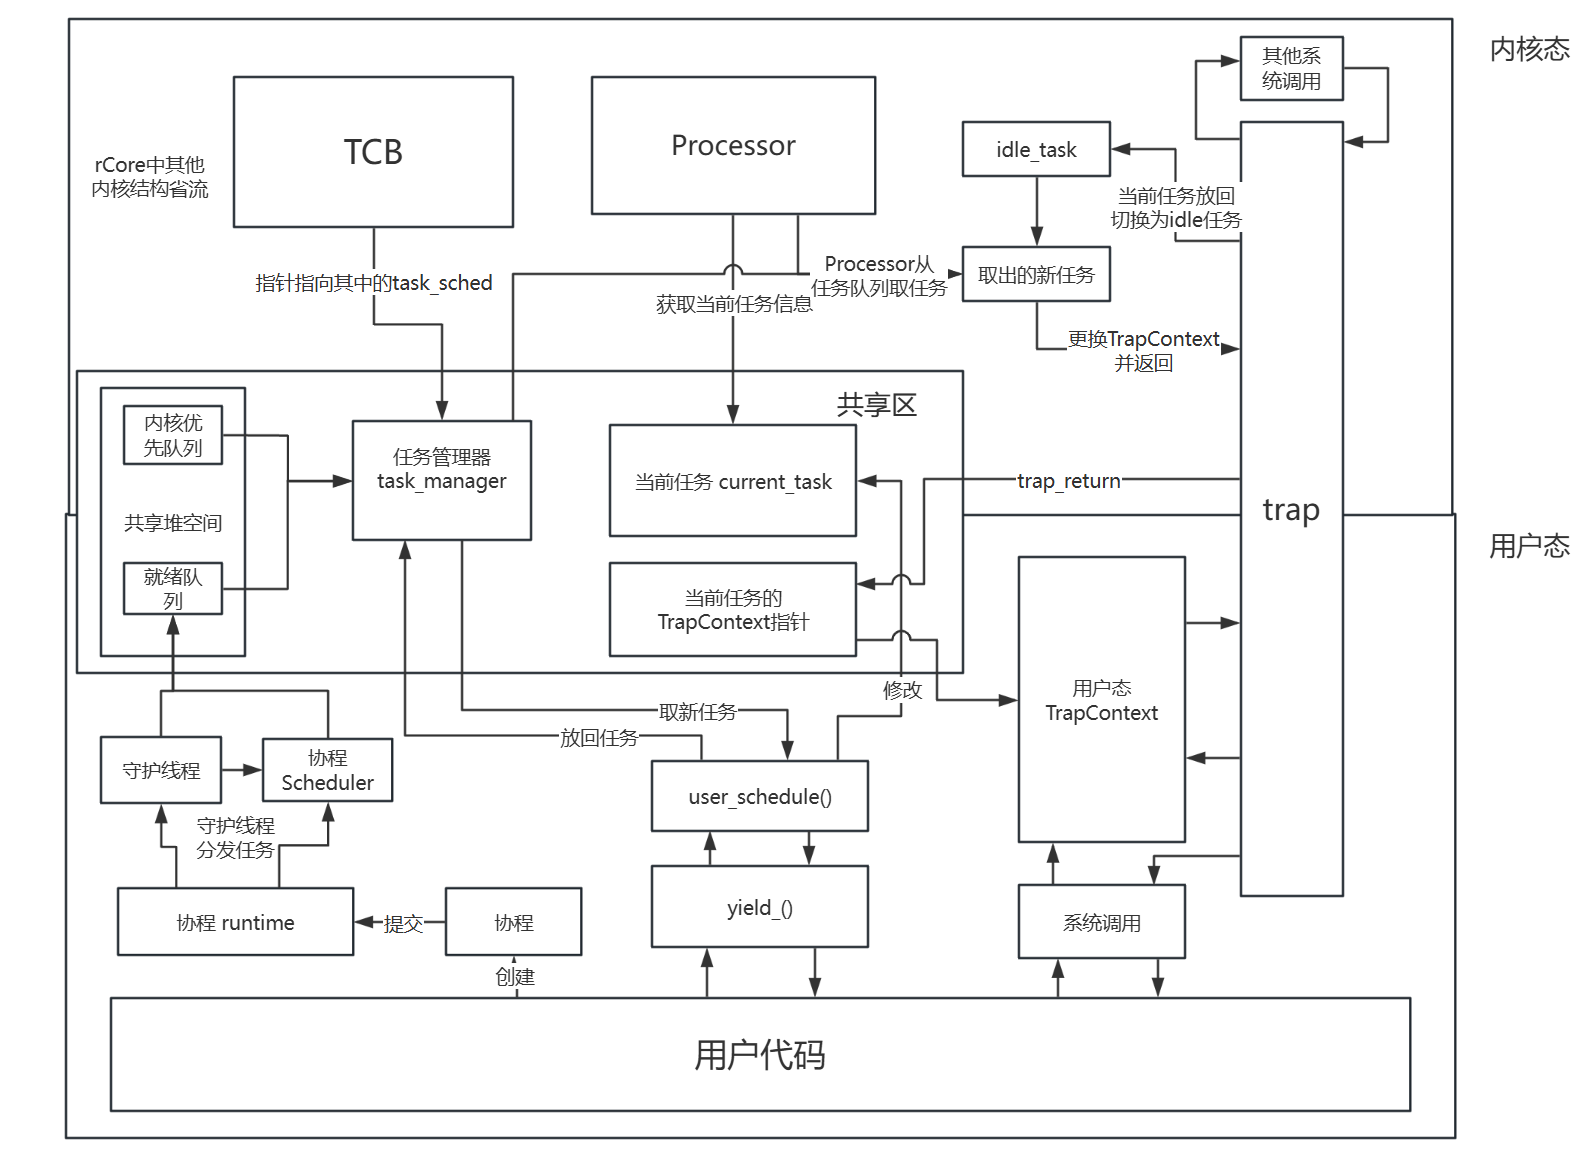 内核态
其他系
统调用
TCB
Processor
idle_task
rCore中其他
内核结构省流
当前任务放回
切换为idle任务
指针指向其中的task_sched
Processor从
任务队列取任务
取出的新任务
获取当前任务信息
更换TrapContext
并返回
共享区
内核优
先队列
任务管理器
task_manager
当前任务 current_task
trap_return
trap
共享堆空间
用户态
就绪队
列
当前任务的
TrapContext指针
用户态
TrapContext
修改
取新任务
放回任务
守护线程
协程
Scheduler
user_schedule()
守护线程
分发任务
协程 runtime
提交
协程
yield_()
系统调用
创建
用户代码